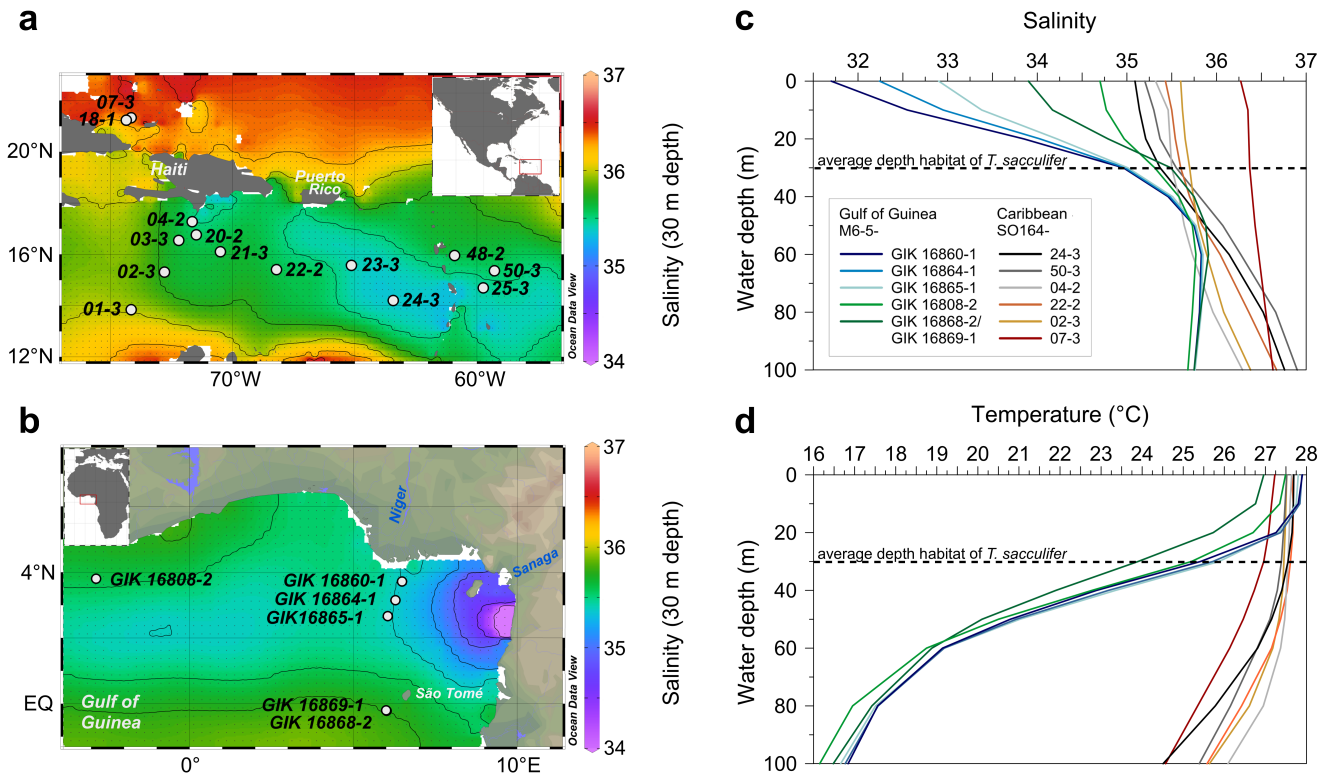 a
07-3
18-1
20°N
Haiti
Puerto
Rico
04-2
03-3
20-2
21-3
16°N
02-3
22-2
23-3
48-2
50-3
25-3
24-3
01-3
12°N
70°W
60°W
Ocean Data View
37
36
35
34
Salinity (30 m depth)
b
Niger
Sanaga
4°N
GIK 16808-2
GIK 16860-1
GIK 16864-1
GIK16865-1
São Tomé
EQ
Gulf of
Guinea
GIK 16869-1
GIK 16868-2
0°
10°E
Ocean Data View
37
36
35
34
Salinity (30 m depth)
c
Salinity
32 33 34 35 36 37
0
20
40
60
80
100
Water depth (m)
average depth habitat of T. sacculifer
Gulf of Guinea
M6-5-
GIK 16860-1
GIK 16864-1
GIK 16865-1
GIK 16808-2
GIK 16868-2/
GIK 16869-1
Caribbean
SO164-
24-3
50-3
04-2
22-2
02-3
07-3
d
Temperature (°C)
16 17 18 19 20 21 22 23 24 25 26 27 28
0
20
40
60
80
100
Water depth (m)
average depth habitat of T. sacculifer